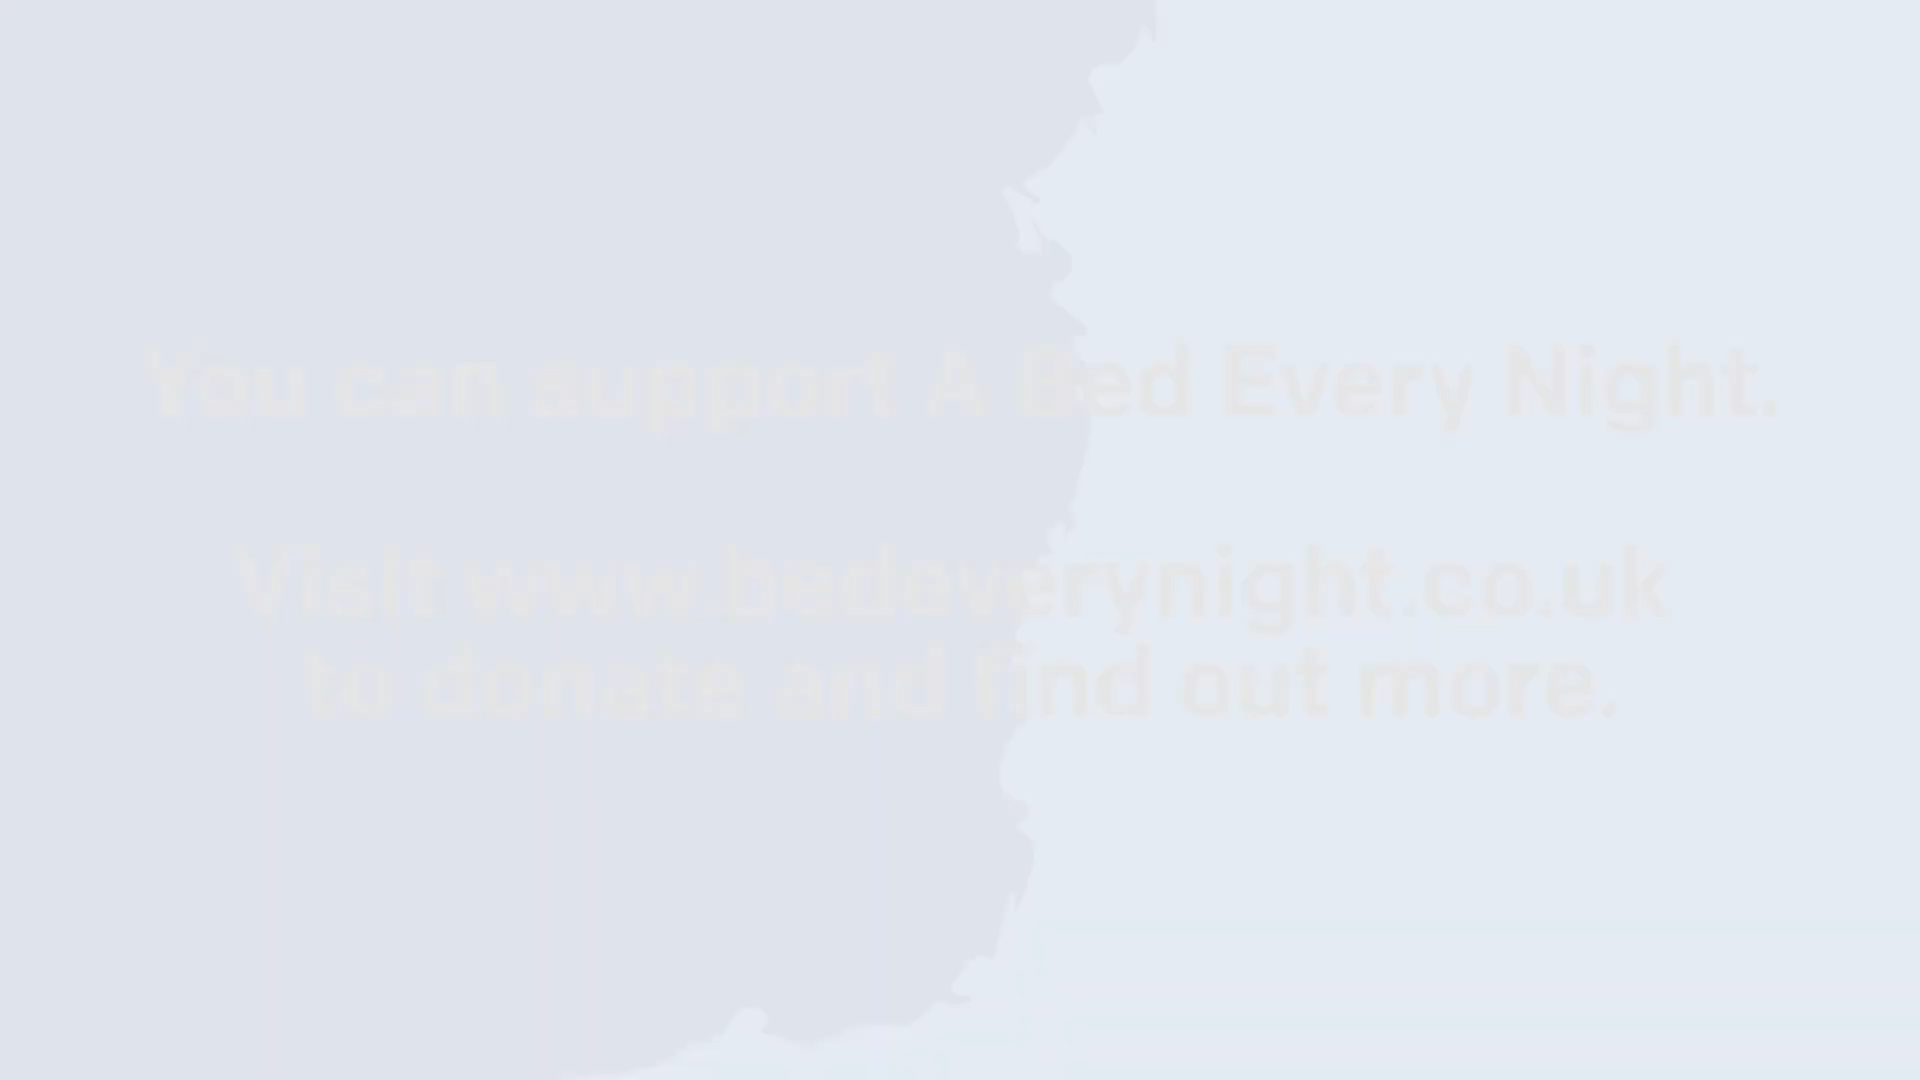 You can support A Bed Every Night.
Visit www.bedeverynight.co.uk
to donate and find out more.